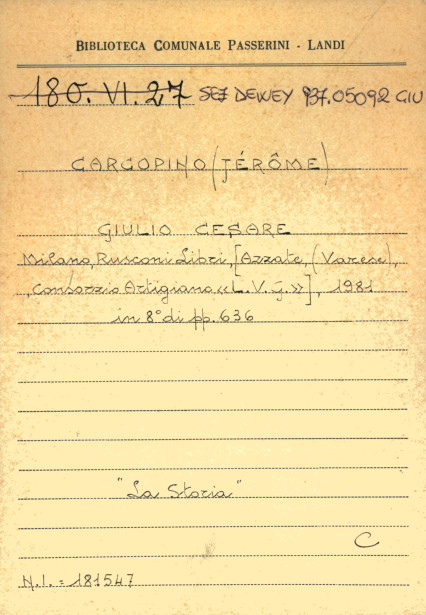 BIBLIOTECA COMUNALE PASSERINI - LANDI
180.VI.27 SEZ DEWEY 937.05092 GIU
CARCOPINO (JÉRÔME)
GIULIO CESARE
Milano, Rusconi Libri, [Azzate, (Varese),
, Consorzio Artigiano «L.V.G.»], 1981
in 8° di pp. 636
"La Storia"
C
N.I. = 181547